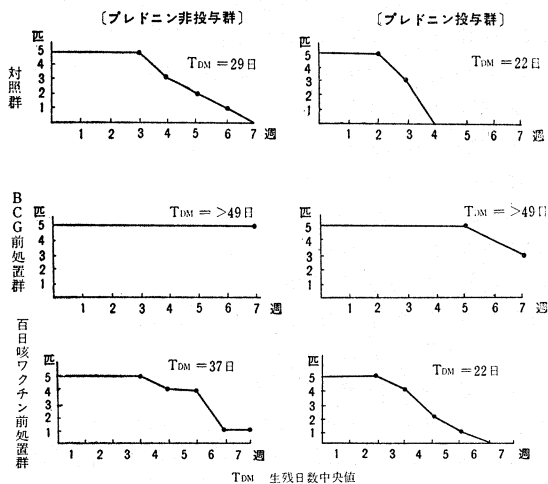 〔プレドニン非投与群〕
〔プレドニン投与群〕
対照群
匹
5
4
3
2
1
TDM = 29日
1 2 3 4 5 6 7 週
匹
5
4
3
2
1
TDM = 22日
1 2 3 4 5 6 7 週
BCG前処置群
匹
5
4
3
2
1
TDM = >49日
1 2 3 4 5 6 7 週
匹
5
4
3
2
1
TDM = >49日
1 2 3 4 5 6 7 週
百日咳ワクチン前処置群
匹
5
4
3
2
1
TDM = 37日
1 2 3 4 5 6 7 8 週
匹
5
4
3
2
1
TDM = 22日
1 2 3 4 5 6 7 週
TDM 生残日数中央値